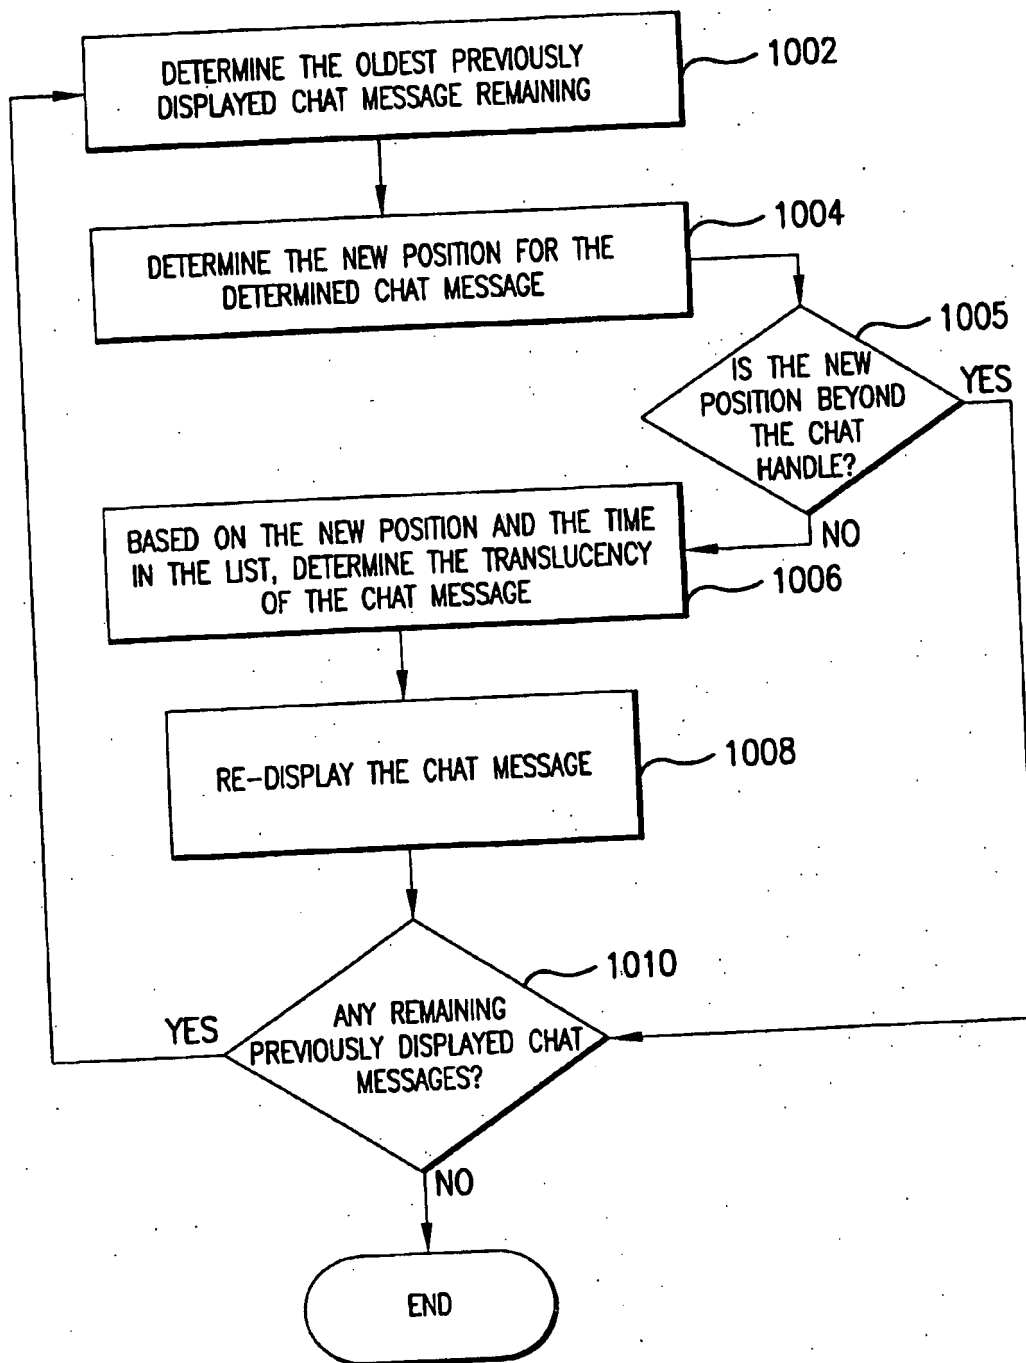 DETERMINE THE OLDEST PREVIOUSLY
DISPLAYED CHAT MESSAGE REMAINING
1002
DETERMINE THE NEW POSITION FOR THE
DETERMINED CHAT MESSAGE
1004
IS THE NEW
POSITION BEYOND
THE CHAT
HANDLE?
1005
YES
NO
BASED ON THE NEW POSITION AND THE TIME
IN THE LIST, DETERMINE THE TRANSLUCENCY
OF THE CHAT MESSAGE
1006
RE-DISPLAY THE CHAT MESSAGE
1008
ANY REMAINING
PREVIOUSLY DISPLAYED CHAT
MESSAGES?
1010
YES
NO
END